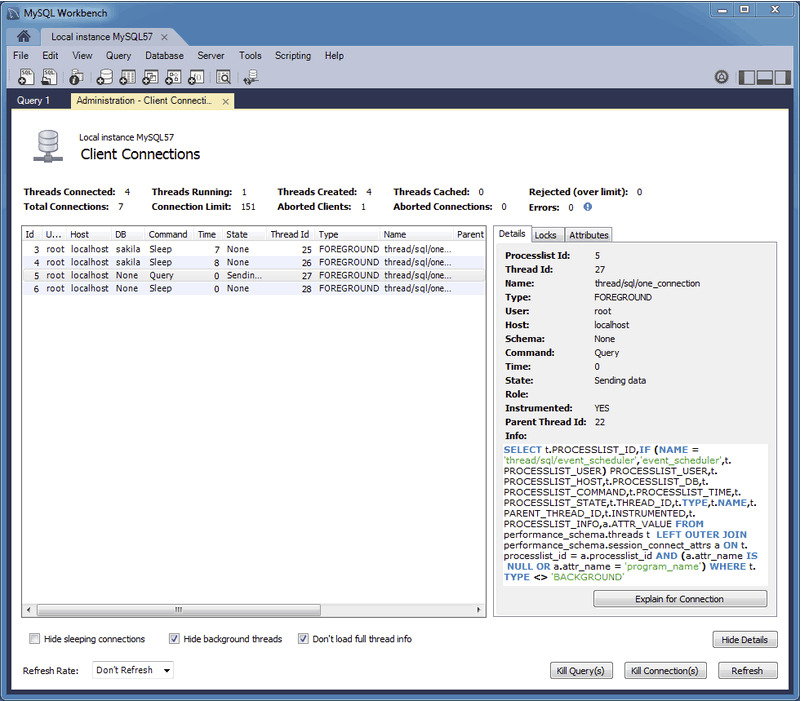 MySQL Workbench
Local instance MySQL57
File Edit View Query Database Server Tools Scripting Help
Query 1 Administration - Client Connecti...
Local instance MySQL57
Client Connections
Threads Connected: 4 Threads Running: 1 Threads Created: 4 Threads Cached: 0 Rejected (over limit): 0
Total Connections: 7 Connection Limit: 151 Aborted Clients: 1 Aborted Connections: 0 Errors: 0
Id U... Host DB Command Time State Thread Id Type Name Parent
3 root localhost sakila Sleep 7 None 25 FOREGROUND thread/sql/one...
4 root localhost sakila Sleep 8 None 26 FOREGROUND thread/sql/one...
5 root localhost None Query 0 Sendin... 27 FOREGROUND thread/sql/one...
6 root localhost None Sleep 0 None 28 FOREGROUND thread/sql/one...
Details Locks Attributes
Processlist Id: 5
Thread Id: 27
Name: thread/sql/one_connection
Type: FOREGROUND
User: root
Host: localhost
Schema: None
Command: Query
Time: 0
State: Sending data
Role:
Instrumented: YES
Parent Thread Id: 22
Info:
SELECT t.PROCESSLIST_ID,IF (NAME =
'thread/sql/event_scheduler','event_scheduler',t.
PROCESSLIST_USER) PROCESSLIST_USER,t.
PROCESSLIST_HOST,t.PROCESSLIST_DB,t.
PROCESSLIST_COMMAND,t.PROCESSLIST_TIME,t.
PROCESSLIST_STATE,t.THREAD_ID,t.TYPE,t.NAME,t.
PARENT_THREAD_ID,t.INSTRUMENTED,t.
PROCESSLIST_INFO,a.ATTR_VALUE FROM
performance_schema.threads t LEFT OUTER JOIN
performance_schema.session_connect_attrs a ON t.
processlist_id = a.processlist_id AND (a.attr_name IS
NULL OR a.attr_name = 'program_name') WHERE t.
TYPE <> 'BACKGROUND'
Explain for Connection
Hide sleeping connections Hide background threads Don't load full thread info Hide Details
Refresh Rate: Don't Refresh Kill Query(s) Kill Connection(s) Refresh